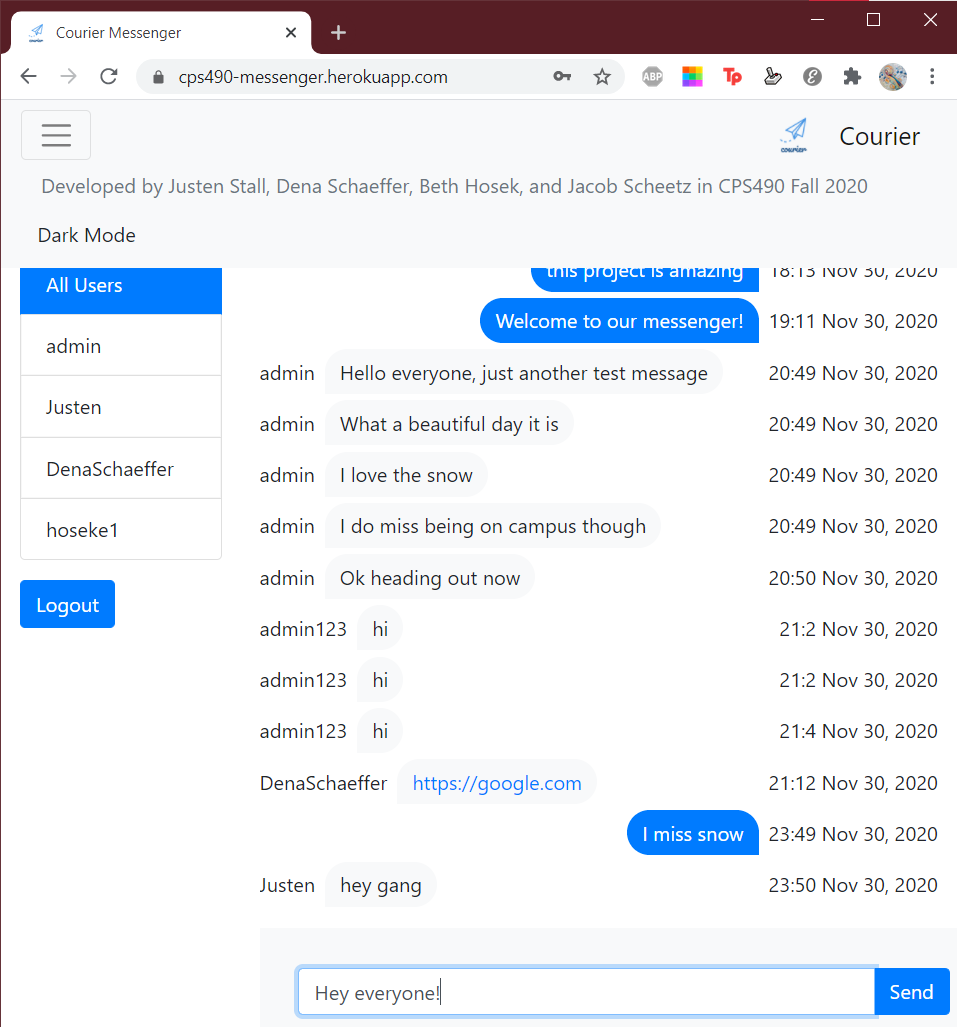 Courier Messenger
cps490-messenger.herokuapp.com
ABP
Tp
courier
Courier
Developed by Justen Stall, Dena Schaeffer, Beth Hosek, and Jacob Scheetz in CPS490 Fall 2020
Dark Mode
All Users
admin
Justen
DenaSchaeffer
hoseke1
Logout
this project is amazing 18:13 Nov 30, 2020
Welcome to our messenger! 19:11 Nov 30, 2020
admin Hello everyone, just another test message 20:49 Nov 30, 2020
admin What a beautiful day it is 20:49 Nov 30, 2020
admin I love the snow 20:49 Nov 30, 2020
admin I do miss being on campus though 20:49 Nov 30, 2020
admin Ok heading out now 20:50 Nov 30, 2020
admin123 hi 21:2 Nov 30, 2020
admin123 hi 21:2 Nov 30, 2020
admin123 hi 21:4 Nov 30, 2020
DenaSchaeffer https://google.com 21:12 Nov 30, 2020
I miss snow 23:49 Nov 30, 2020
Justen hey gang 23:50 Nov 30, 2020
Hey everyone! Send